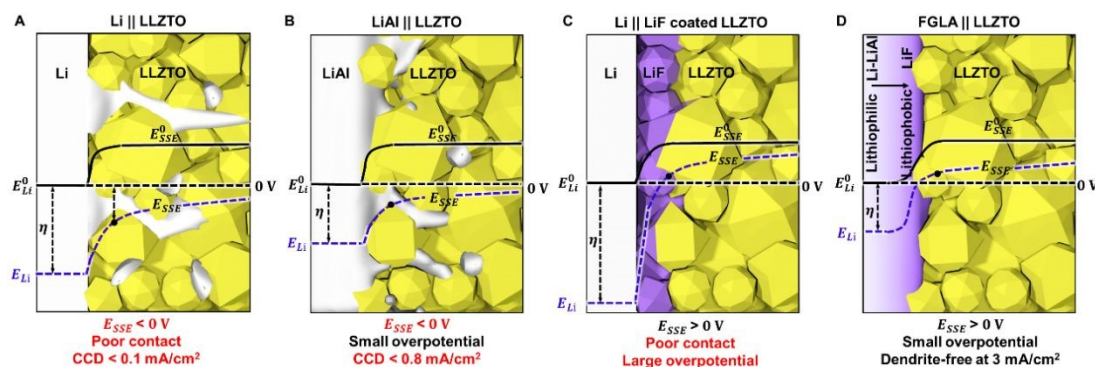 A
Li || LLZTO
Li
LLZTO
E⁰SSE
E⁰Li
0 V
ESSE
η
ELi
ESSE < 0 V
Poor contact
CCD < 0.1 mA/cm²
B
LiAl || LLZTO
LiAl
LLZTO
E⁰SSE
E⁰Li
0 V
ESSE
η
ELi
ESSE < 0 V
Small overpotential
CCD < 0.8 mA/cm²
C
Li || LiF coated LLZTO
Li
LiF
LLZTO
E⁰SSE
ESSE
E⁰Li
0 V
η
ELi
ESSE > 0 V
Poor contact
Large overpotential
D
FGLA || LLZTO
Li-LiAl
LiF
Lithiophilic
Lithiophobic
LLZTO
E⁰SSE
ESSE
E⁰Li
0 V
η
ELi
ESSE > 0 V
Small overpotential
Dendrite-free at 3 mA/cm²